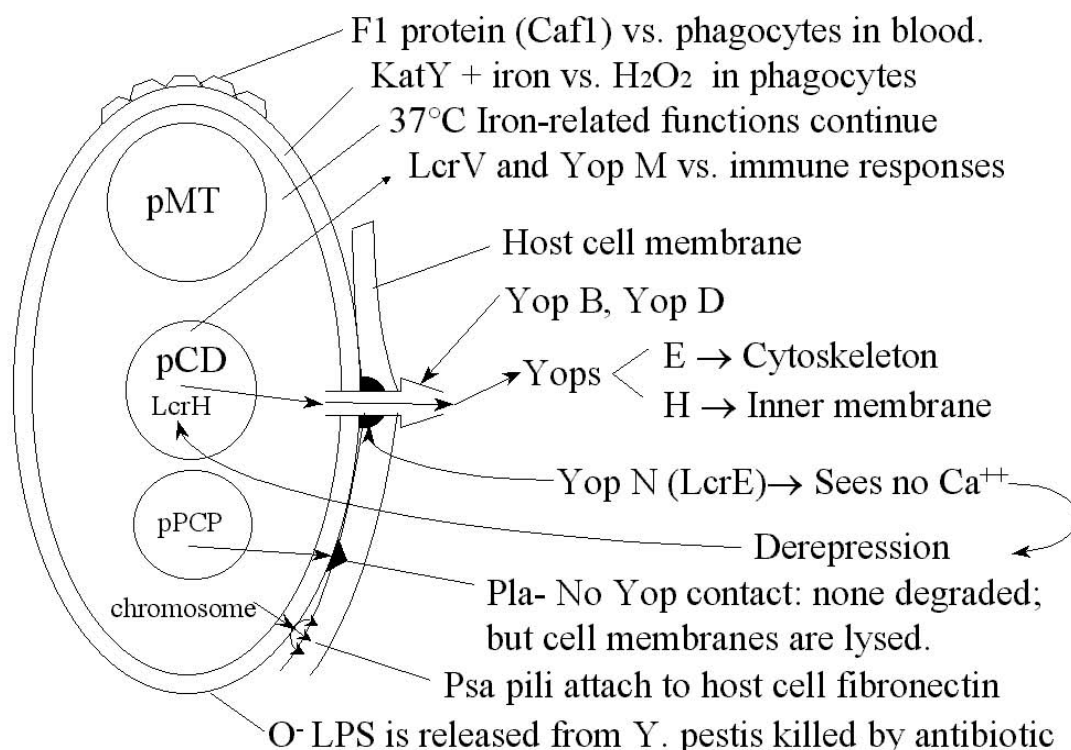 F1 protein (Caf1) vs. phagocytes in blood.
KatY + iron vs. H₂O₂ in phagocytes
37°C Iron-related functions continue
LcrV and Yop M vs. immune responses
pMT
Host cell membrane
Yop B, Yop D
pCD
LcrH
Yops
E → Cytoskeleton
H → Inner membrane
Yop N (LcrE)→ Sees no Ca⁺⁺
pPCP
Derepression
Pla- No Yop contact: none degraded;
but cell membranes are lysed.
chromosome
Psa pili attach to host cell fibronectin
O⁻ LPS is released from Y. pestis killed by antibiotic